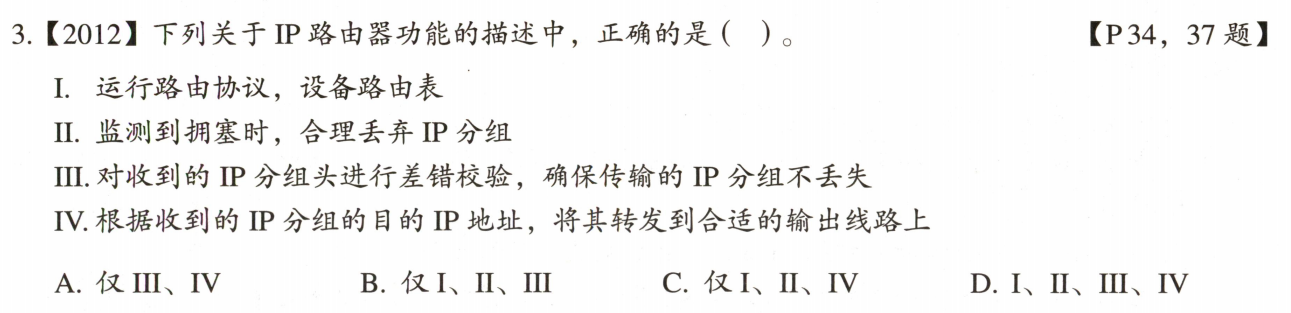 3.【2012】下列关于 IP 路由器功能的描述中，正确的是（ ）。 【P34，37 题】
I. 运行路由协议，设备路由表
II. 监测到拥塞时，合理丢弃 IP 分组
III. 对收到的 IP 分组头进行差错校验，确保传输的 IP 分组不丢失
IV. 根据收到的 IP 分组的目的 IP 地址，将其转发到合适的输出线路上
A. 仅 III、IV B. 仅 I、II、III C. 仅 I、II、IV D. I、II、III、IV